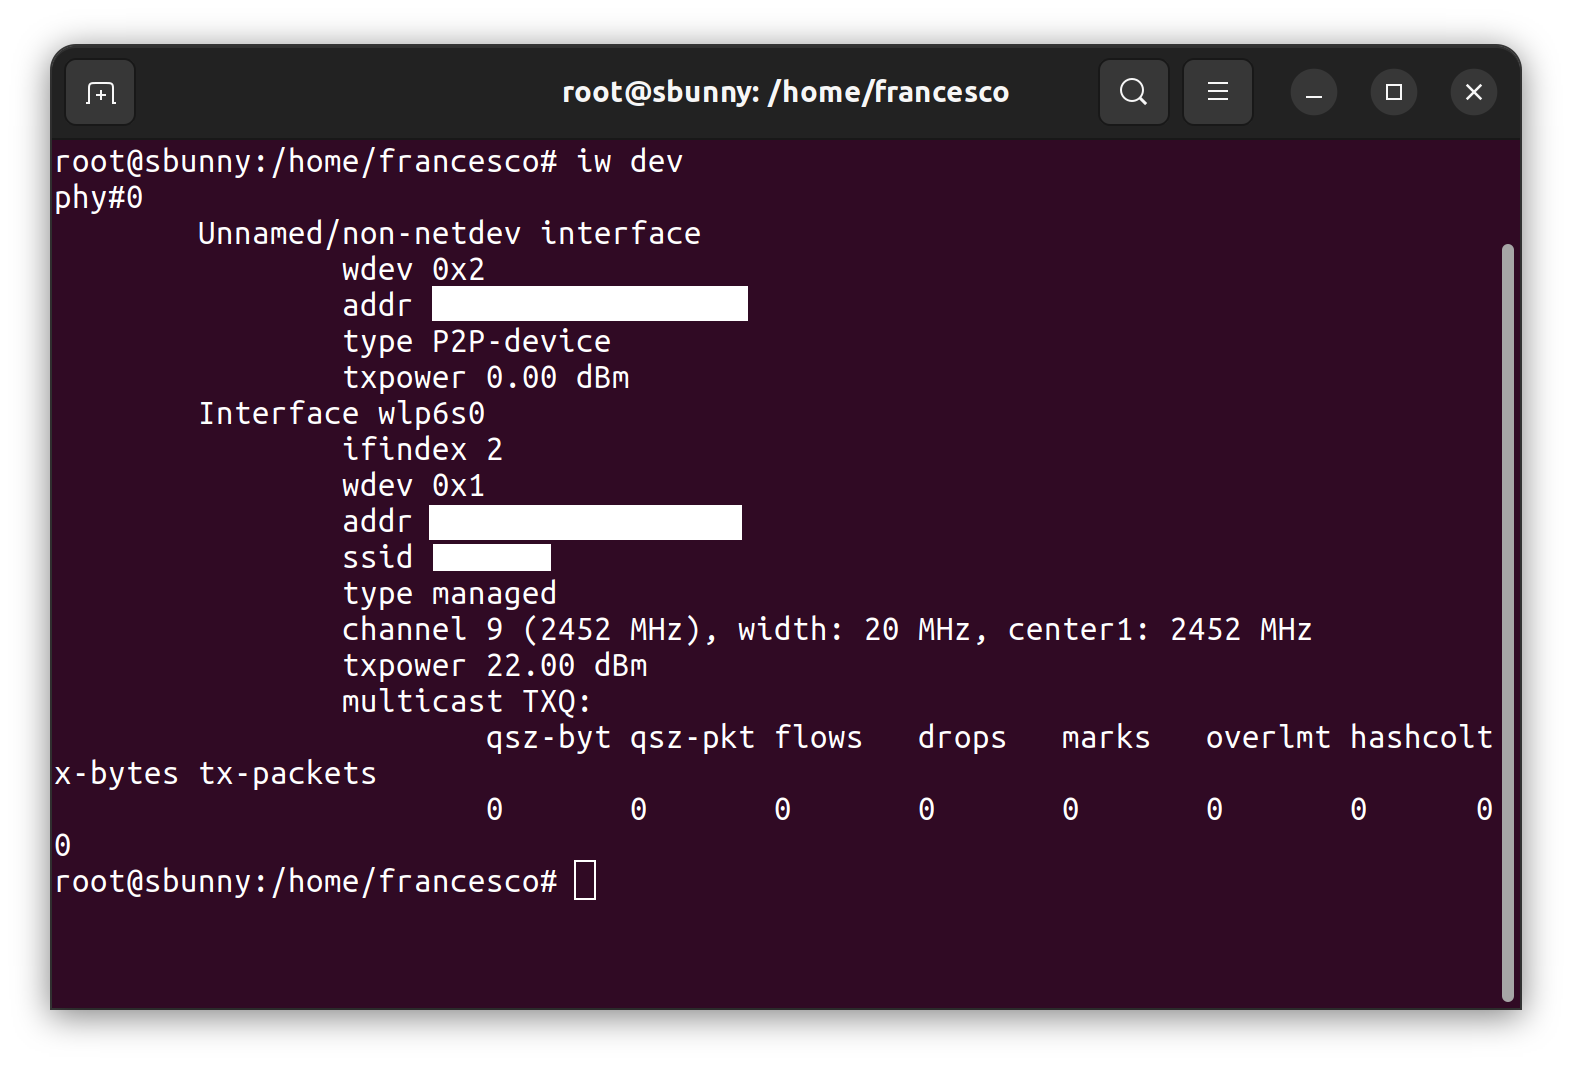 root@sbunny: /home/francesco
root@sbunny:/home/francesco# iw dev
phy#0
Unnamed/non-netdev interface
wdev 0x2
addr
type P2P-device
txpower 0.00 dBm
Interface wlp6s0
ifindex 2
wdev 0x1
addr
ssid
type managed
channel 9 (2452 MHz), width: 20 MHz, center1: 2452 MHz
txpower 22.00 dBm
multicast TXQ:
qsz-byt qsz-pkt flows drops marks overlmt hashcolt
x-bytes tx-packets
0 0 0 0 0 0 0 0
0
root@sbunny:/home/francesco#